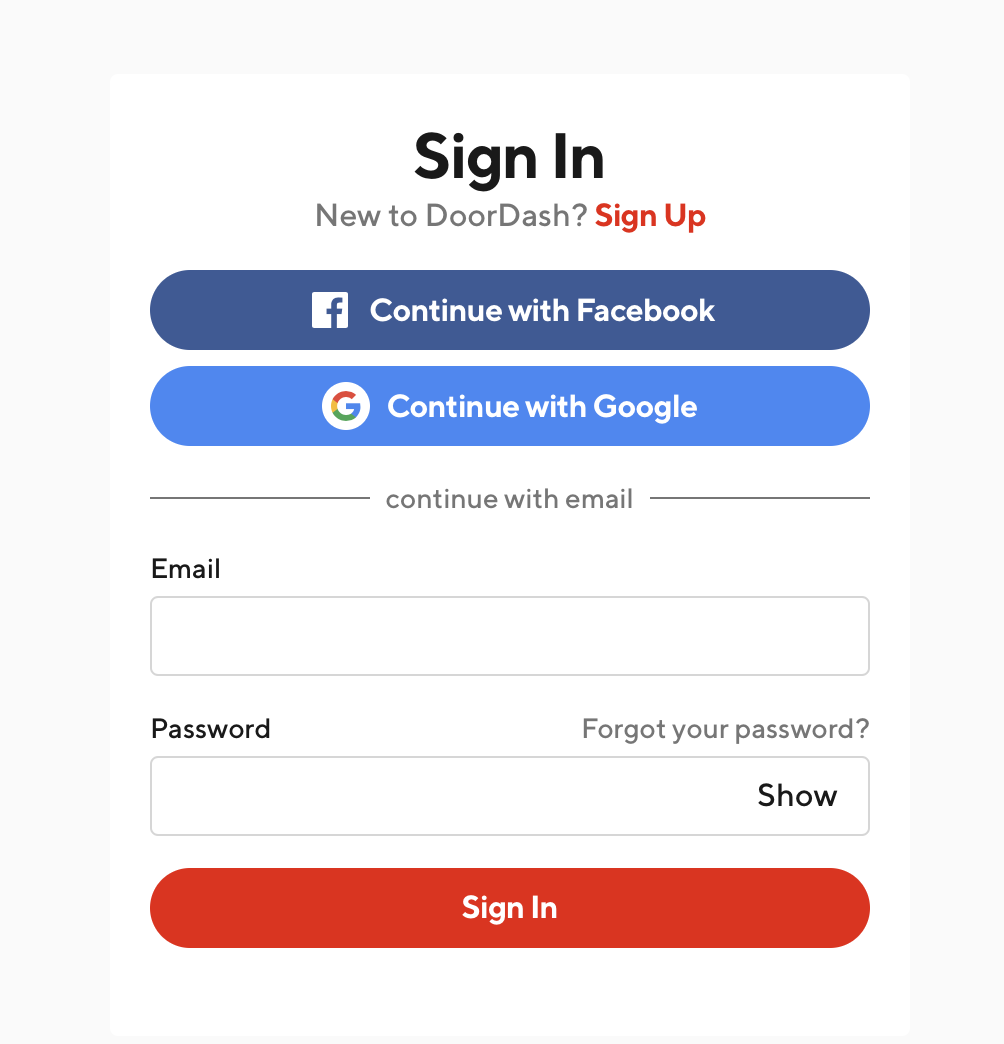 Sign In
New to DoorDash? Sign Up
Continue with Facebook
Continue with Google
continue with email
Email
Password Forgot your password?
Show
Sign In